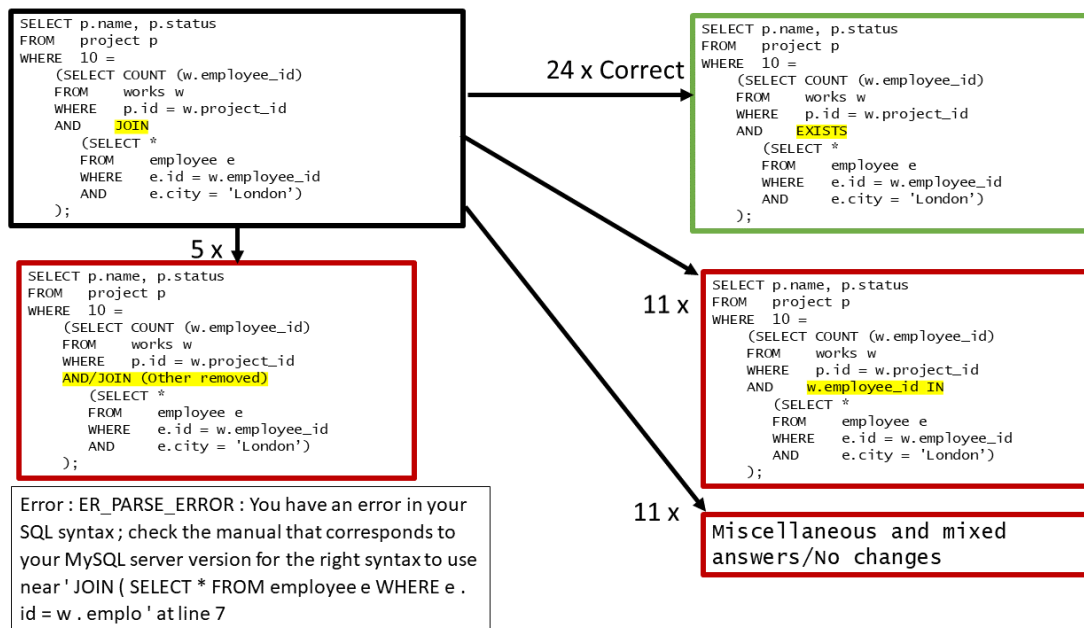 SELECT p.name, p.status
FROM   project p
WHERE  10 =
    (SELECT COUNT (w.employee_id)
    FROM    works w
    WHERE   p.id = w.project_id
    AND    JOIN
       (SELECT *
       FROM    employee e
       WHERE   e.id = w.employee_id
       AND     e.city = 'London’)
    );
24 x Correct
SELECT p.name, p.status
FROM   project p
WHERE  10 =
    (SELECT COUNT (w.employee_id)
    FROM    works w
    WHERE   p.id = w.project_id
    AND    EXISTS
       (SELECT *
       FROM    employee e
       WHERE   e.id = w.employee_id
       AND     e.city = 'London’)
    );
5 x
SELECT p.name, p.status
FROM   project p
WHERE  10 =
    (SELECT COUNT (w.employee_id)
    FROM    works w
    WHERE   p.id = w.project_id
    AND/JOIN (Other removed)
       (SELECT *
       FROM    employee e
       WHERE   e.id = w.employee_id
       AND     e.city = 'London’)
    );
11 x
SELECT p.name, p.status
FROM   project p
WHERE  10 =
    (SELECT COUNT (w.employee_id)
    FROM    works w
    WHERE   p.id = w.project_id
    AND    w.employee_id IN
       (SELECT *
       FROM    employee e
       WHERE   e.id = w.employee_id
       AND     e.city = 'London’)
    );
Error : ER_PARSE_ERROR : You have an error in your
SQL syntax ; check the manual that corresponds to
your MySQL server version for the right syntax to use
near ' JOIN ( SELECT * FROM employee e WHERE e .
id = w . emplo ' at line 7
11 x
Miscellaneous and mixed
answers/No changes